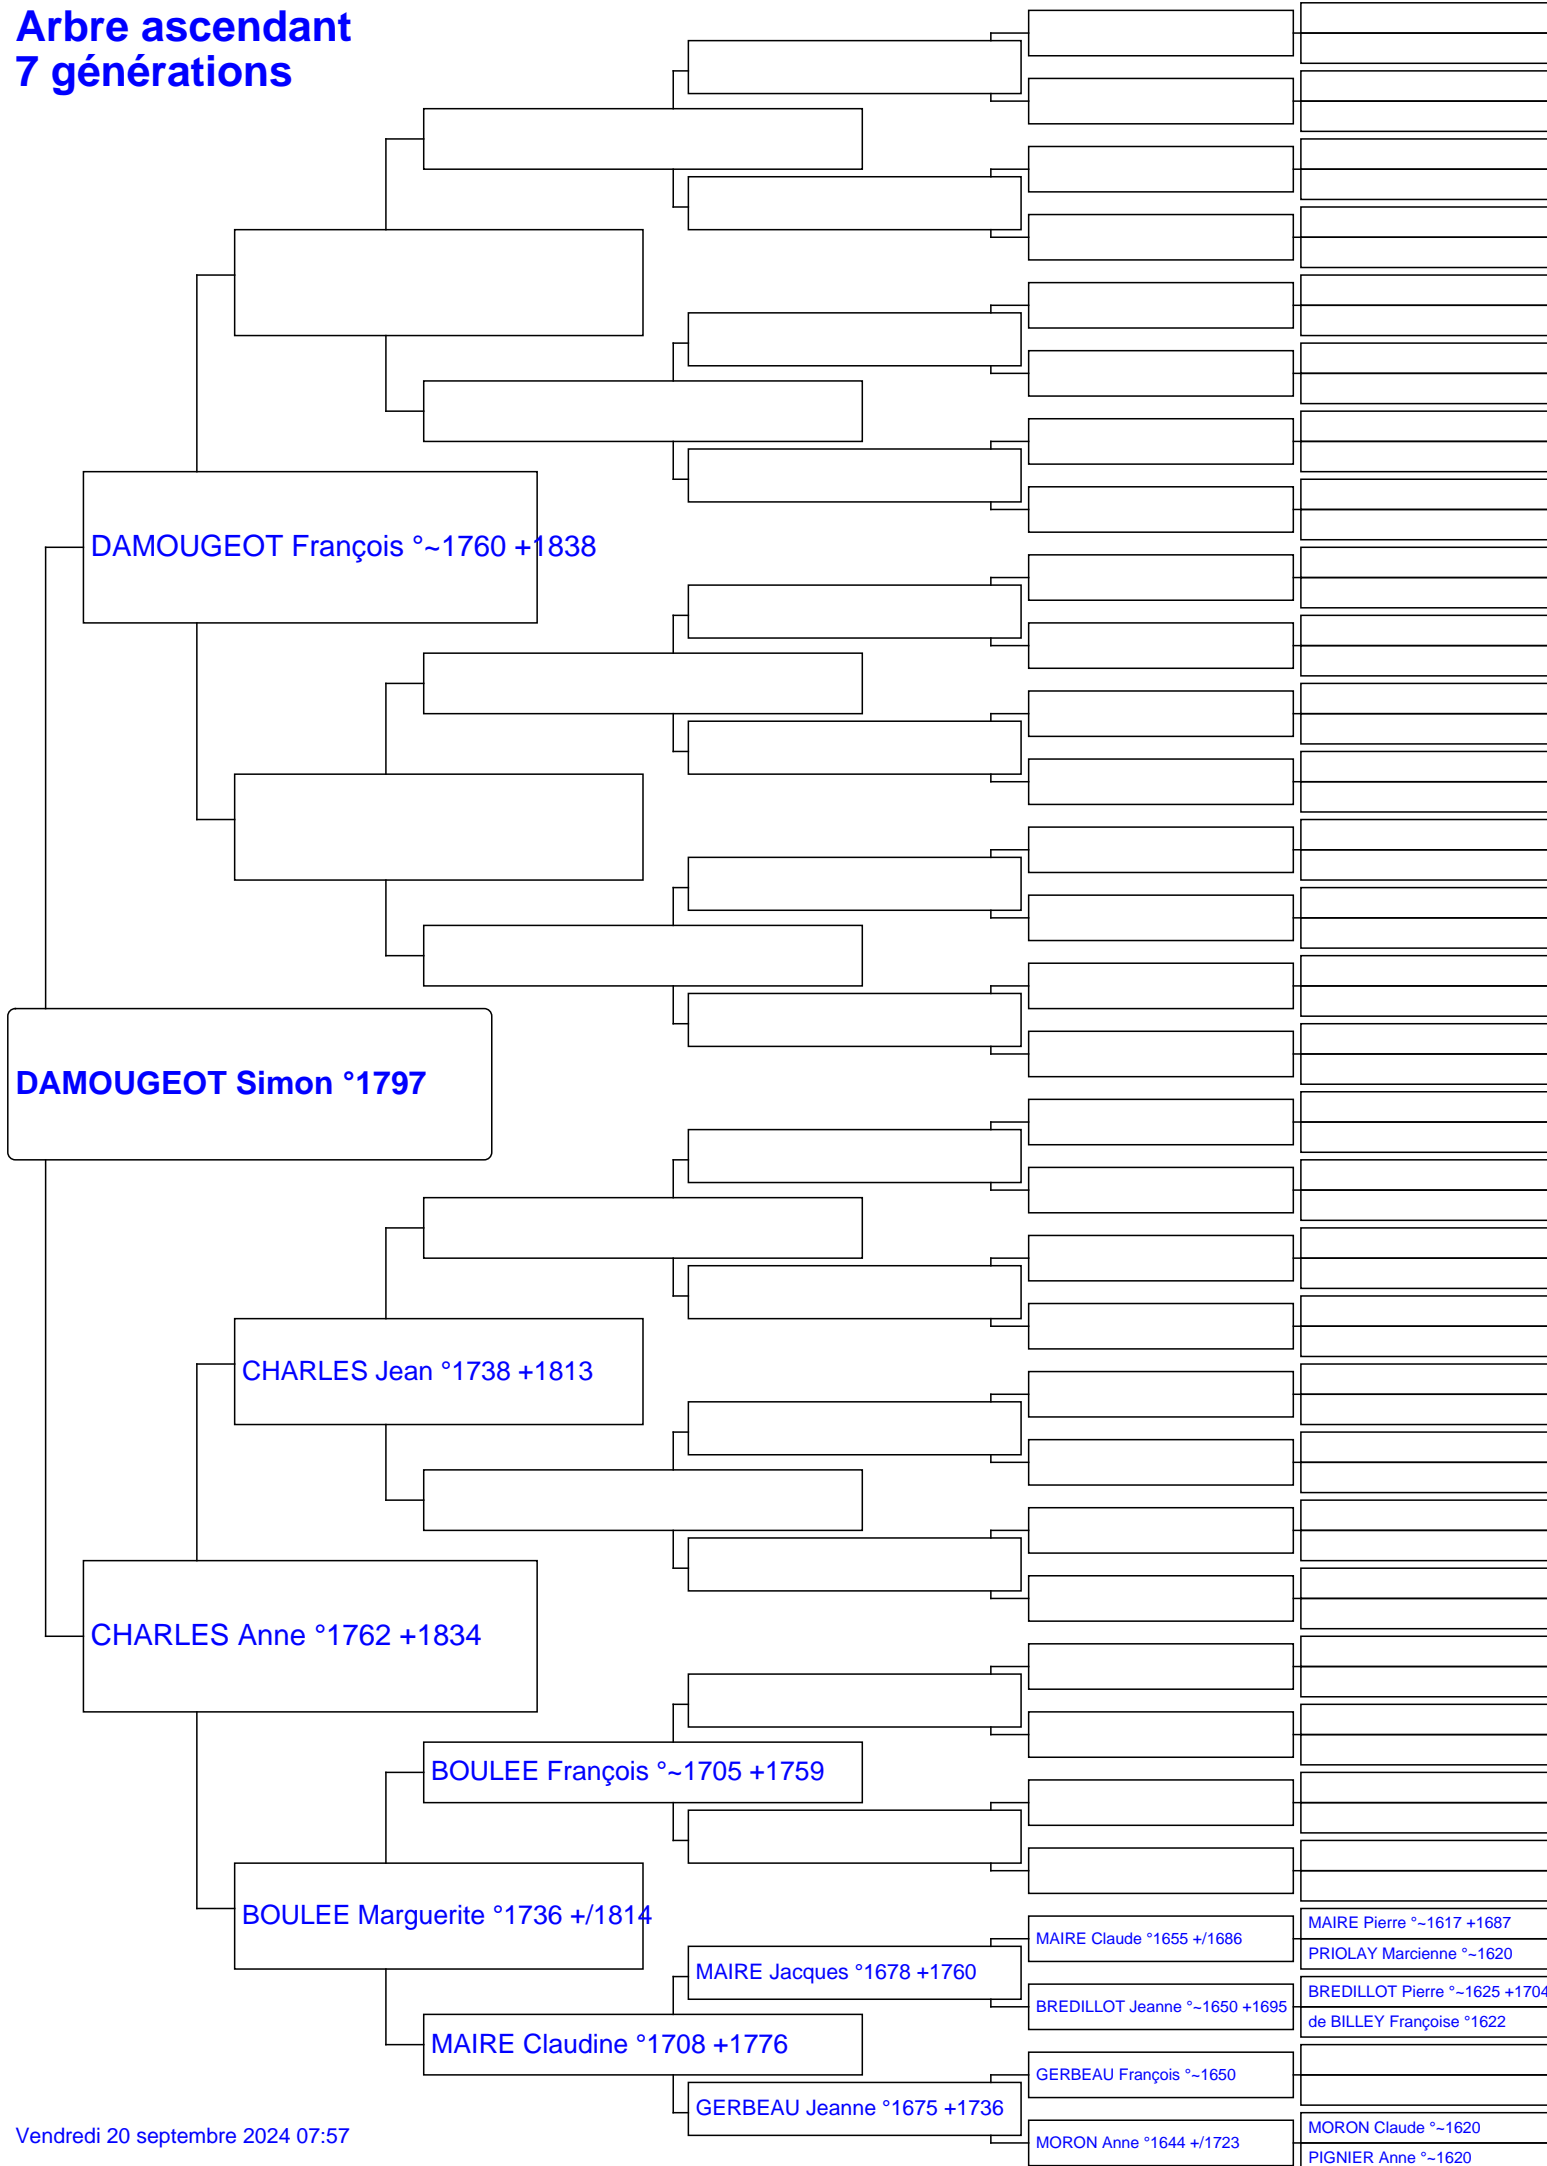 Arbre ascendant
7 générations
DAMOUGEOT François °~1760 +1838
DAMOUGEOT Simon °1797
CHARLES Jean °1738 +1813
CHARLES Anne °1762 +1834
BOULEE François °~1705 +1759
BOULEE Marguerite °1736 +/1814
MAIRE Claude °1655 +/1686
MAIRE Pierre °~1617 +1687
PRIOLAY Marcienne °~1620
MAIRE Jacques °1678 +1760
BREDILLOT Jeanne °~1650 +1695
BREDILLOT Pierre °~1625 +1704
de BILLEY Françoise °1622
MAIRE Claudine °1708 +1776
GERBEAU François °~1650
GERBEAU Jeanne °1675 +1736
MORON Anne °1644 +/1723
MORON Claude °~1620
PIGNIER Anne °~1620
Vendredi 20 septembre 2024 07:57